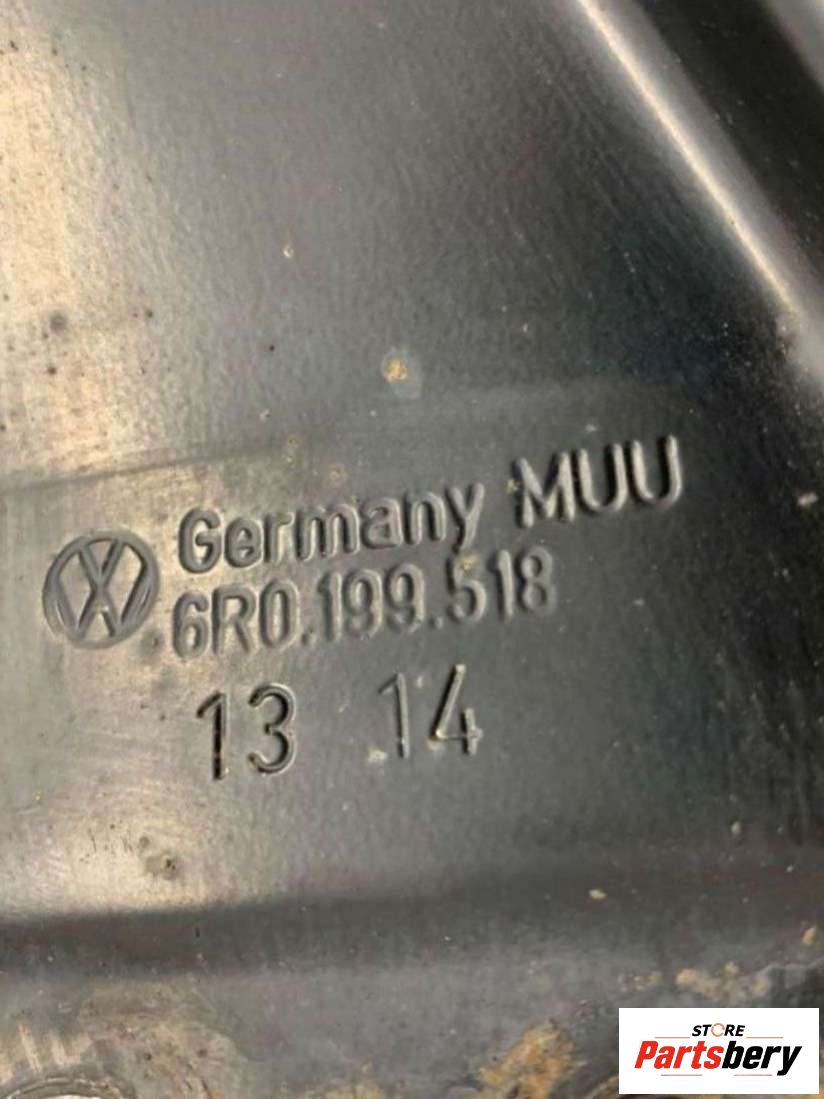 Germany MUU
6R0.199.518
13 14
STORE
Partsbery